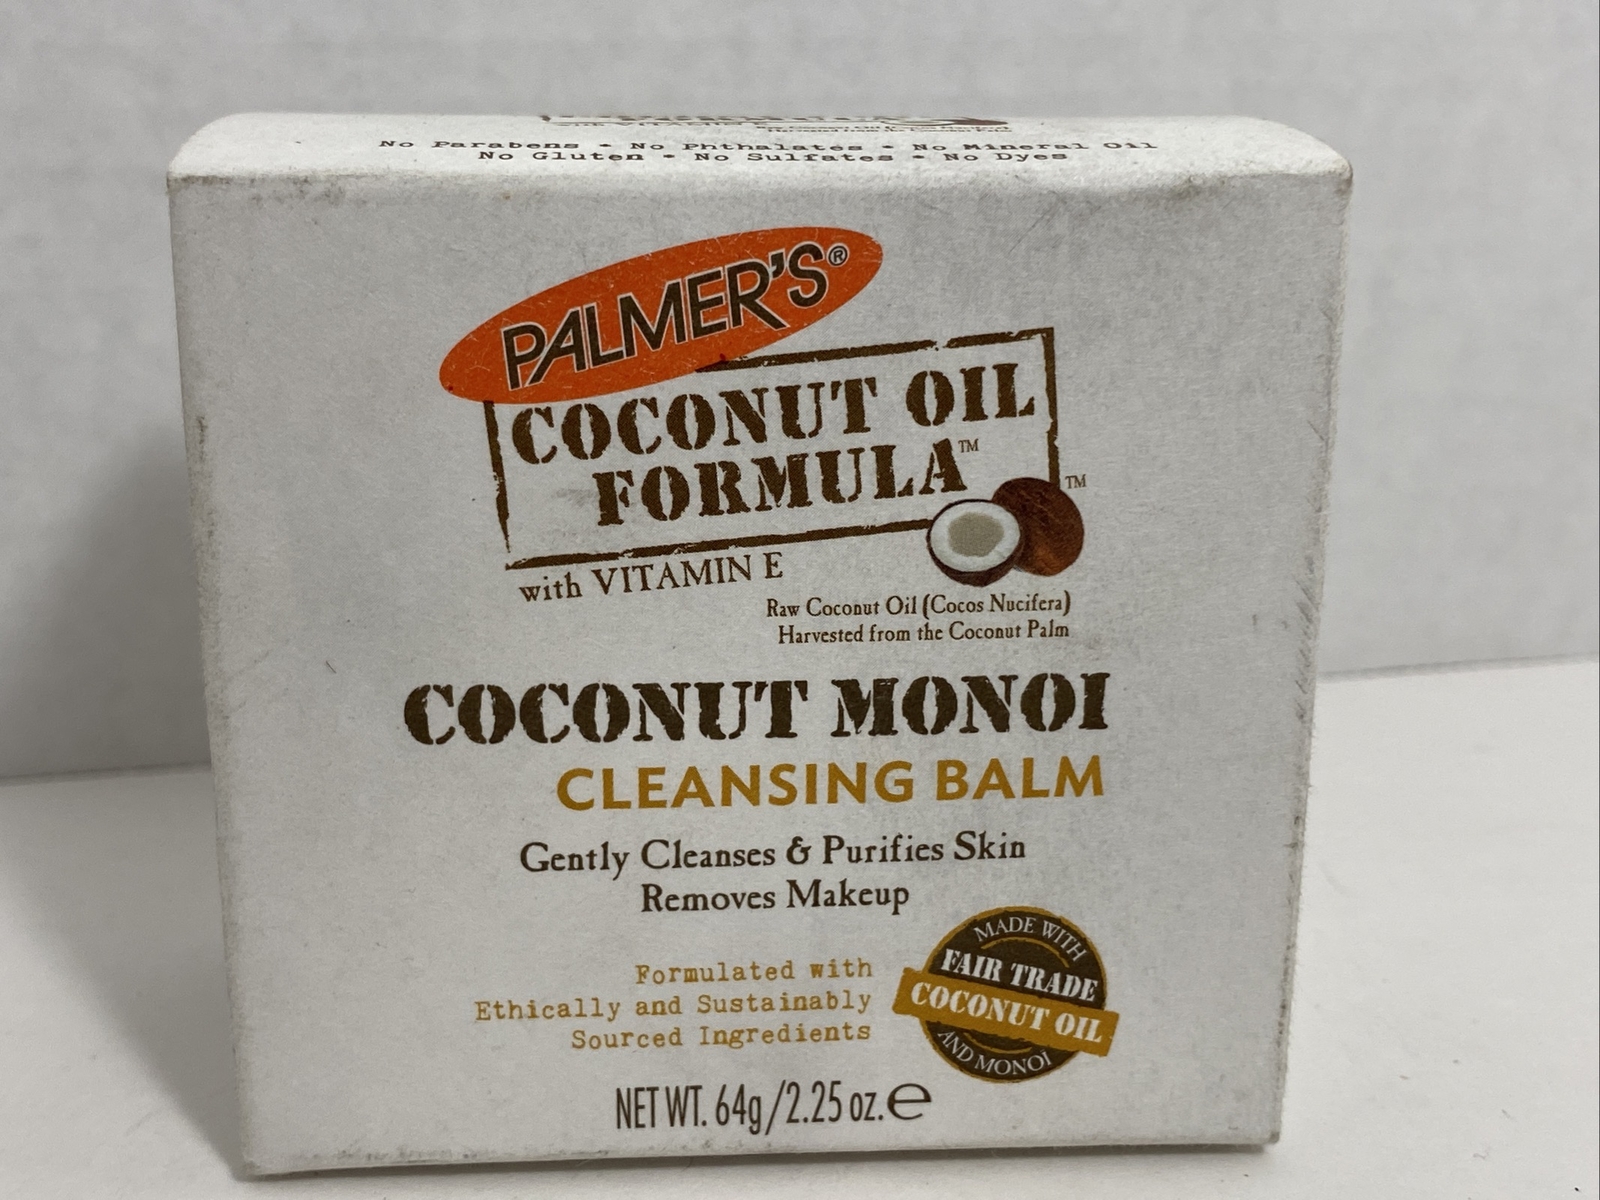 with VITAMIN
No Parabens • No Phthalates • No Mineral Oil
No Gluten • No Sulfates • No Dyes
PALMER'S®
COCONUT OIL
FORMULA™
™
with VITAMIN E
Raw Coconut Oil (Cocos Nucifera)
Harvested from the Coconut Palm
COCONUT MONOI
CLEANSING BALM
Gently Cleanses & Purifies Skin
Removes Makeup
Formulated with
Ethically and Sustainably
Sourced Ingredients
MADE WITH
FAIR TRADE
COCONUT OIL
AND MONOI
NET WT. 64g/2.25 oz. ℮